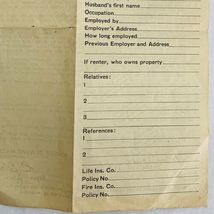 Husband's first name
Occupation
Employed by
Employer's Address
How long employed
Previous Employer and Address
If renter, who owns property
Relatives:
1
2
3
References:
1
2
Life Ins. Co.
Policy No.
Fire Ins. Co.
Policy No.